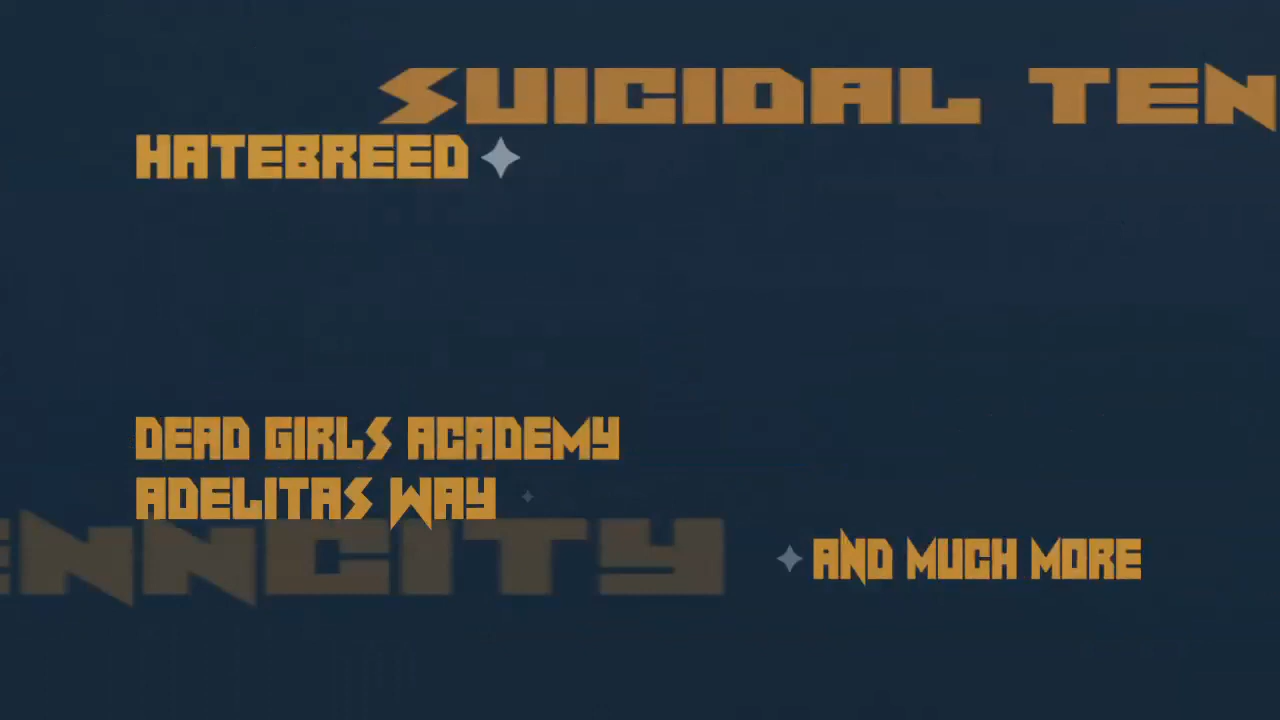 SUICIDAL TEN
HATEBREED
DEAD GIRLS ACADEMY
ADELITAS WAY
ENNCITY
AND MUCH MORE